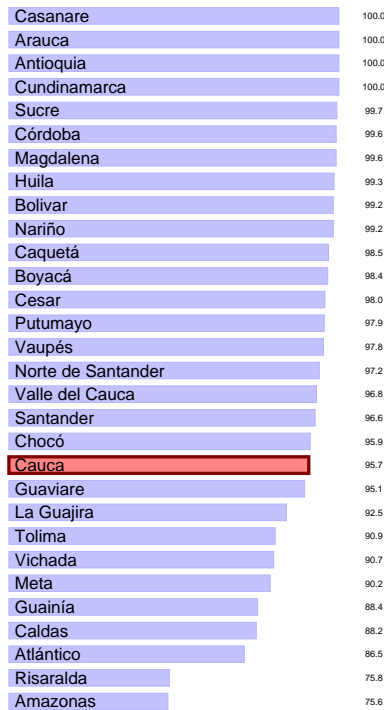 Casanare 100.0
Arauca 100.0
Antioquia 100.0
Cundinamarca 100.0
Sucre 99.7
Córdoba 99.6
Magdalena 99.6
Huila 99.3
Bolivar 99.2
Nariño 99.2
Caquetá 98.5
Boyacá 98.4
Cesar 98.0
Putumayo 97.9
Vaupés 97.8
Norte de Santander 97.2
Valle del Cauca 96.8
Santander 96.6
Chocó 95.9
Cauca 95.7
Guaviare 95.1
La Guajira 92.5
Tolima 90.9
Vichada 90.7
Meta 90.2
Guainía 88.4
Caldas 88.2
Atlántico 86.5
Risaralda 75.8
Amazonas 75.6